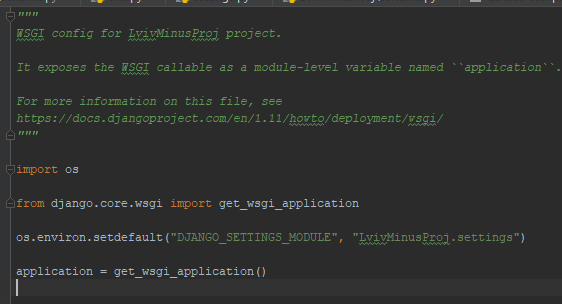 """
WSGI config for LvivMinusProj project.
It exposes the WSGI callable as a module-level variable named ``application``.
For more information on this file, see
https://docs.djangoproject.com/en/1.11/howto/deployment/wsgi/
"""
import os
from django.core.wsgi import get_wsgi_application
os.environ.setdefault("DJANGO_SETTINGS_MODULE", "LvivMinusProj.settings")
application = get_wsgi_application()